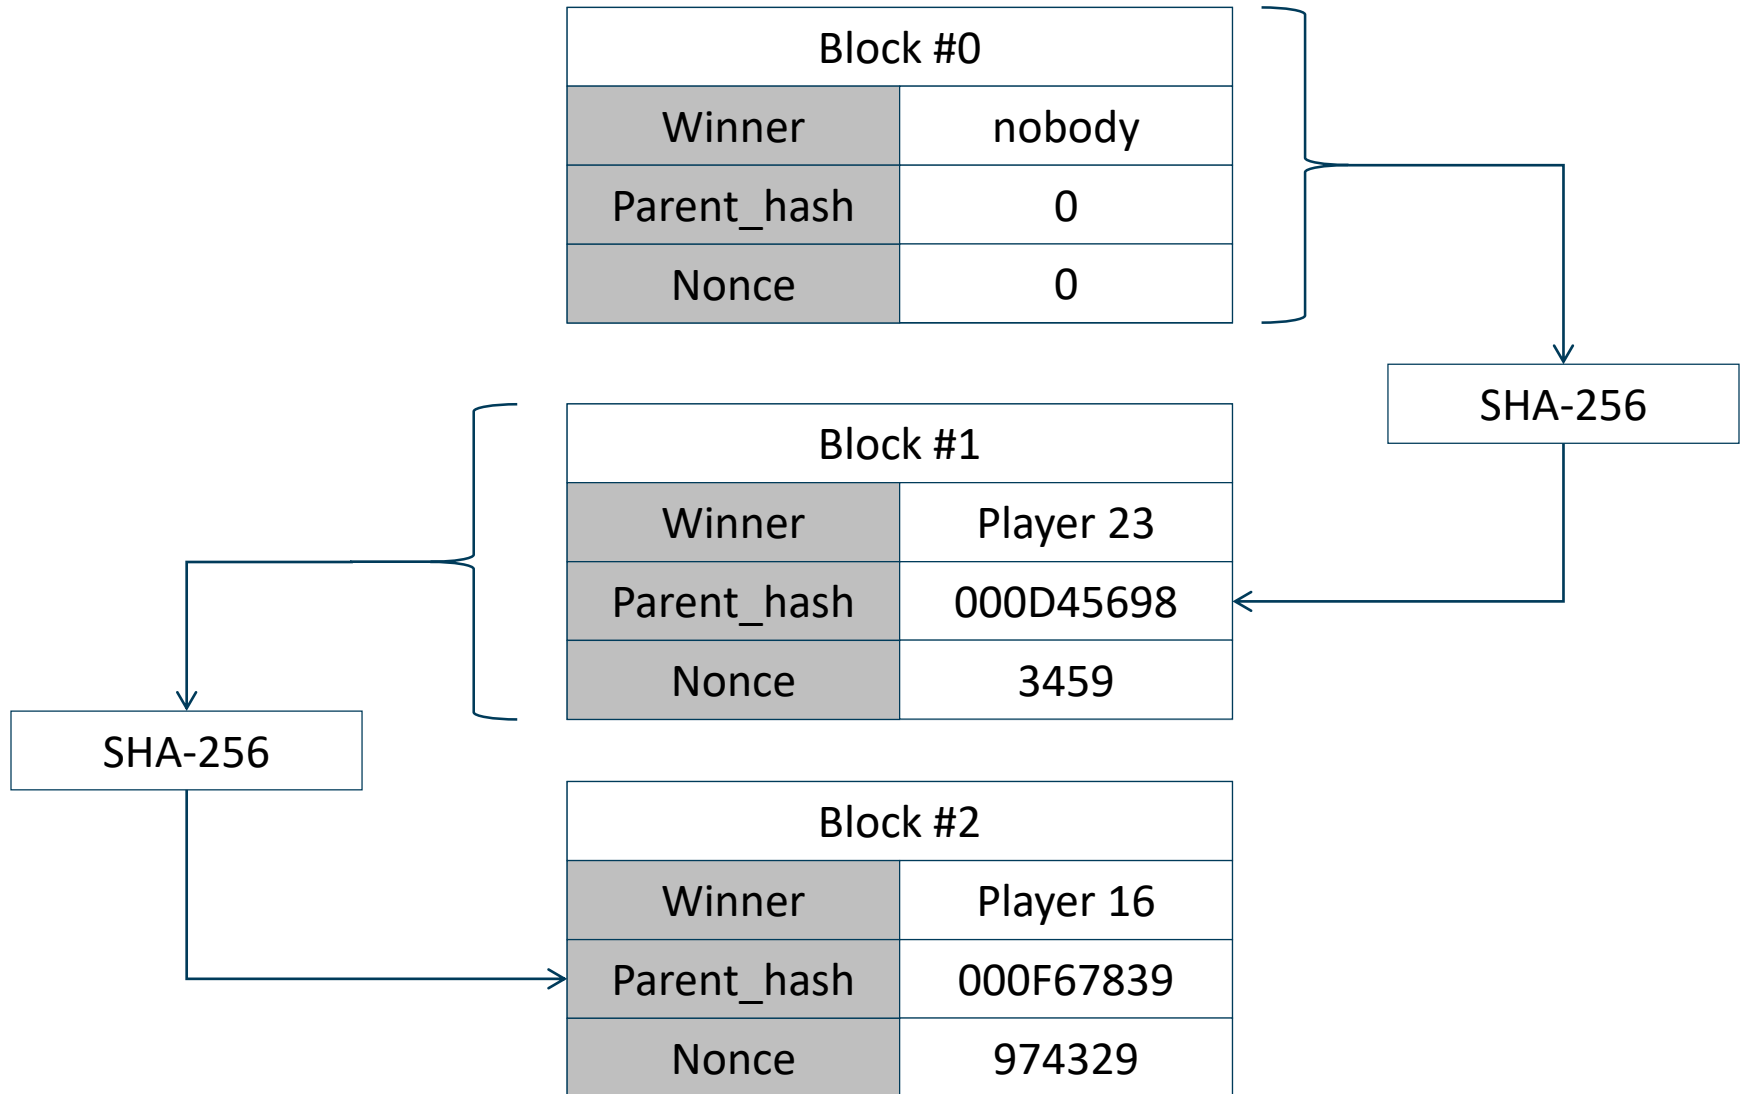 Block #0
Winner nobody
Parent_hash 0
Nonce 0
SHA-256
Block #1
Winner Player 23
Parent_hash 000D45698
Nonce 3459
SHA-256
Block #2
Winner Player 16
Parent_hash 000F67839
Nonce 974329